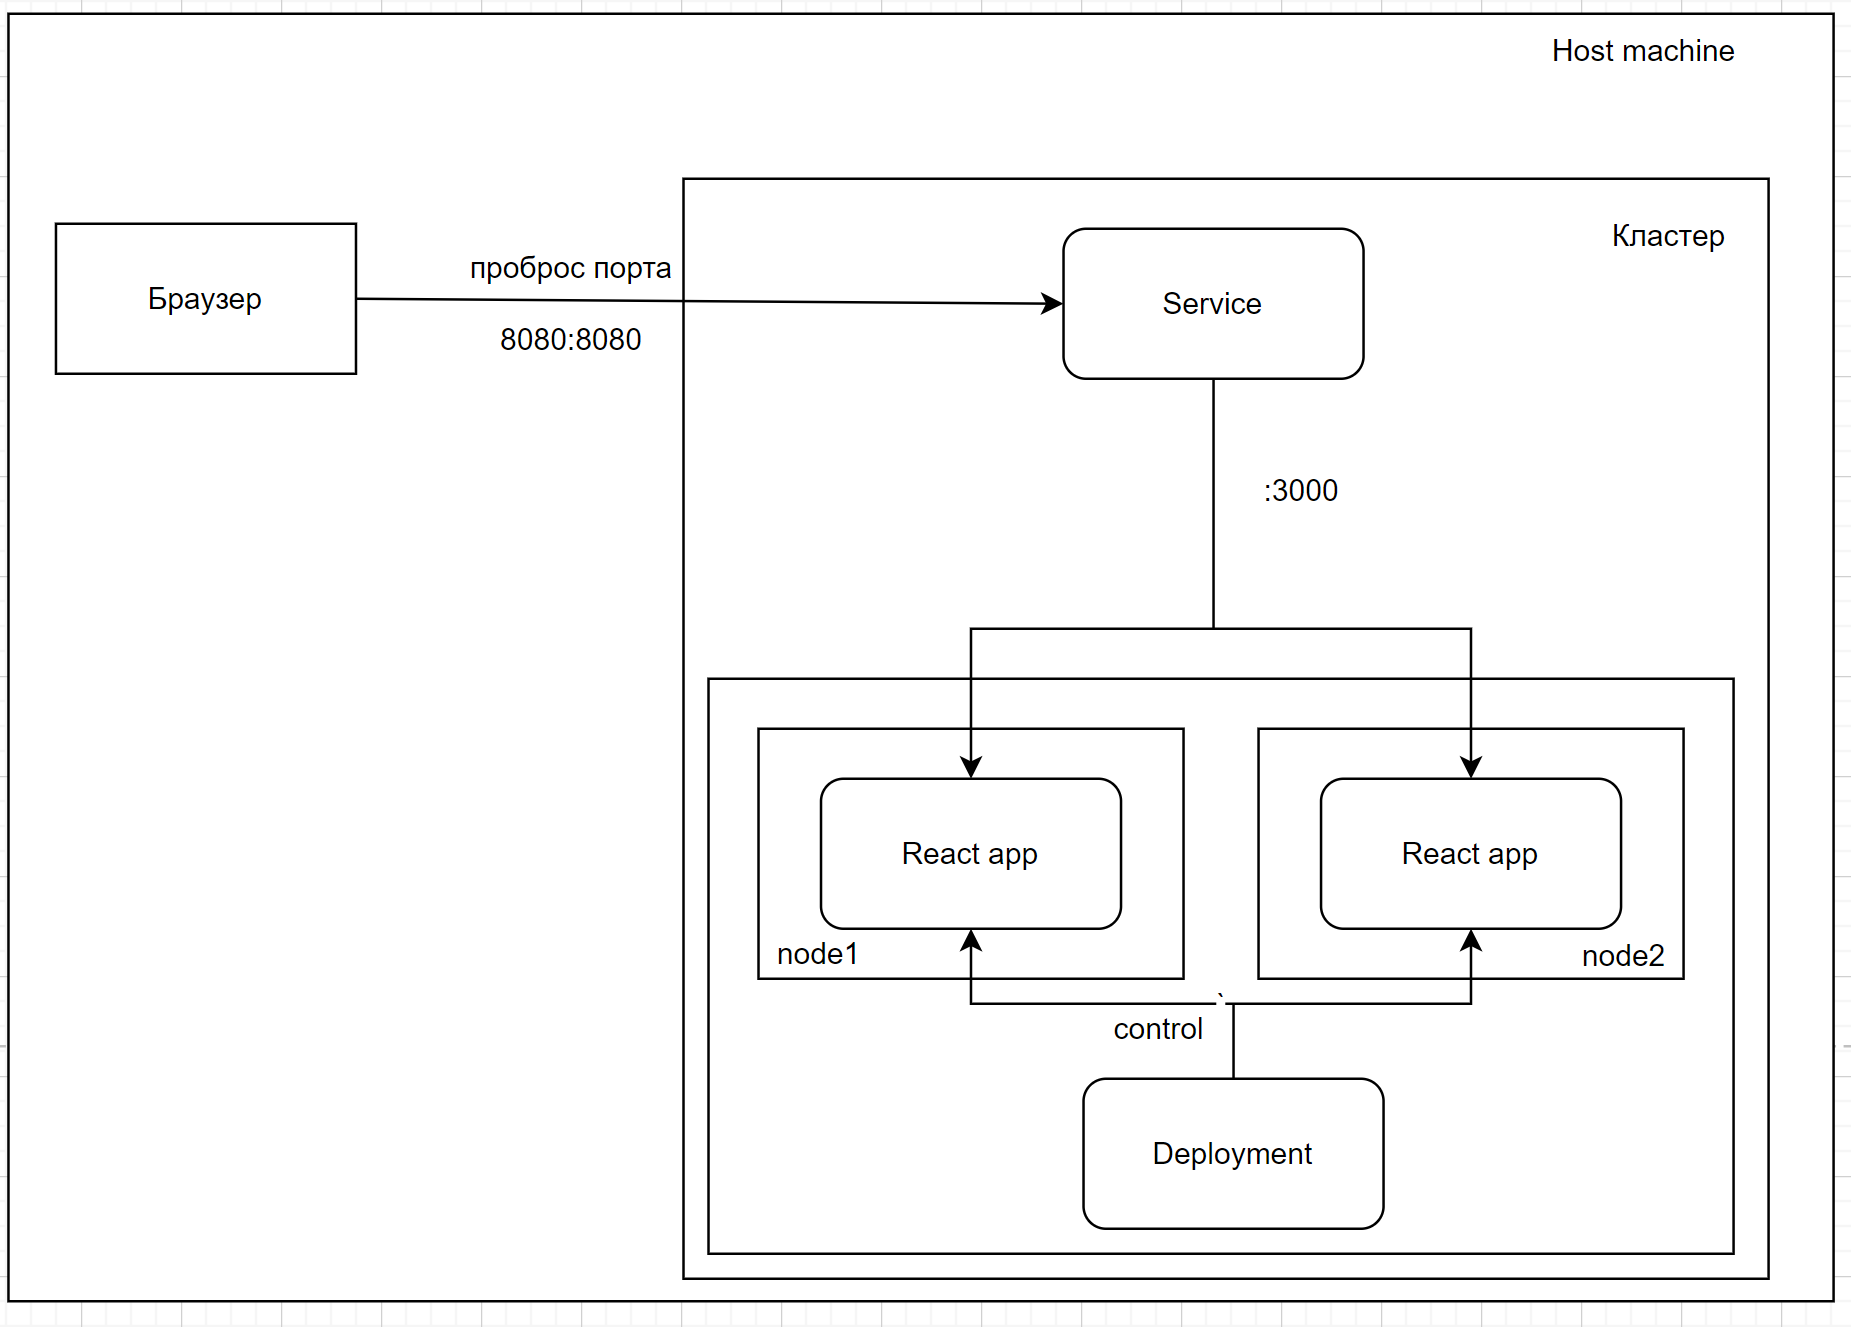 Host machine
Кластер
Браузер
проброс порта
8080:8080
Service
:3000
React app
React app
node1
node2
`
control
Deployment